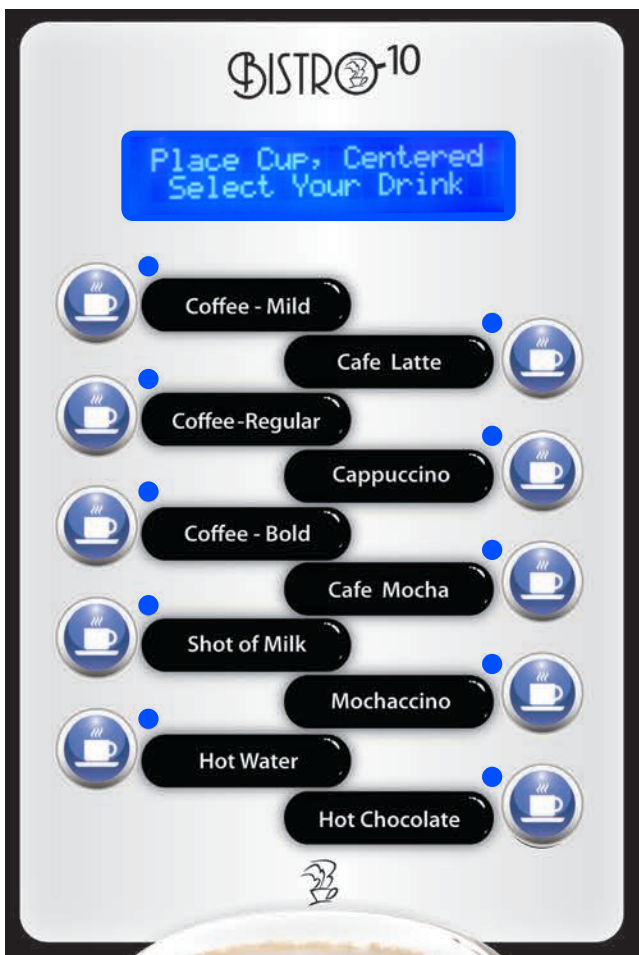 BISTRO-10
Place Cup, Centered
Select Your Drink
Coffee - Mild
Cafe Latte
Coffee-Regular
Cappuccino
Coffee - Bold
Cafe Mocha
Shot of Milk
Mochaccino
Hot Water
Hot Chocolate